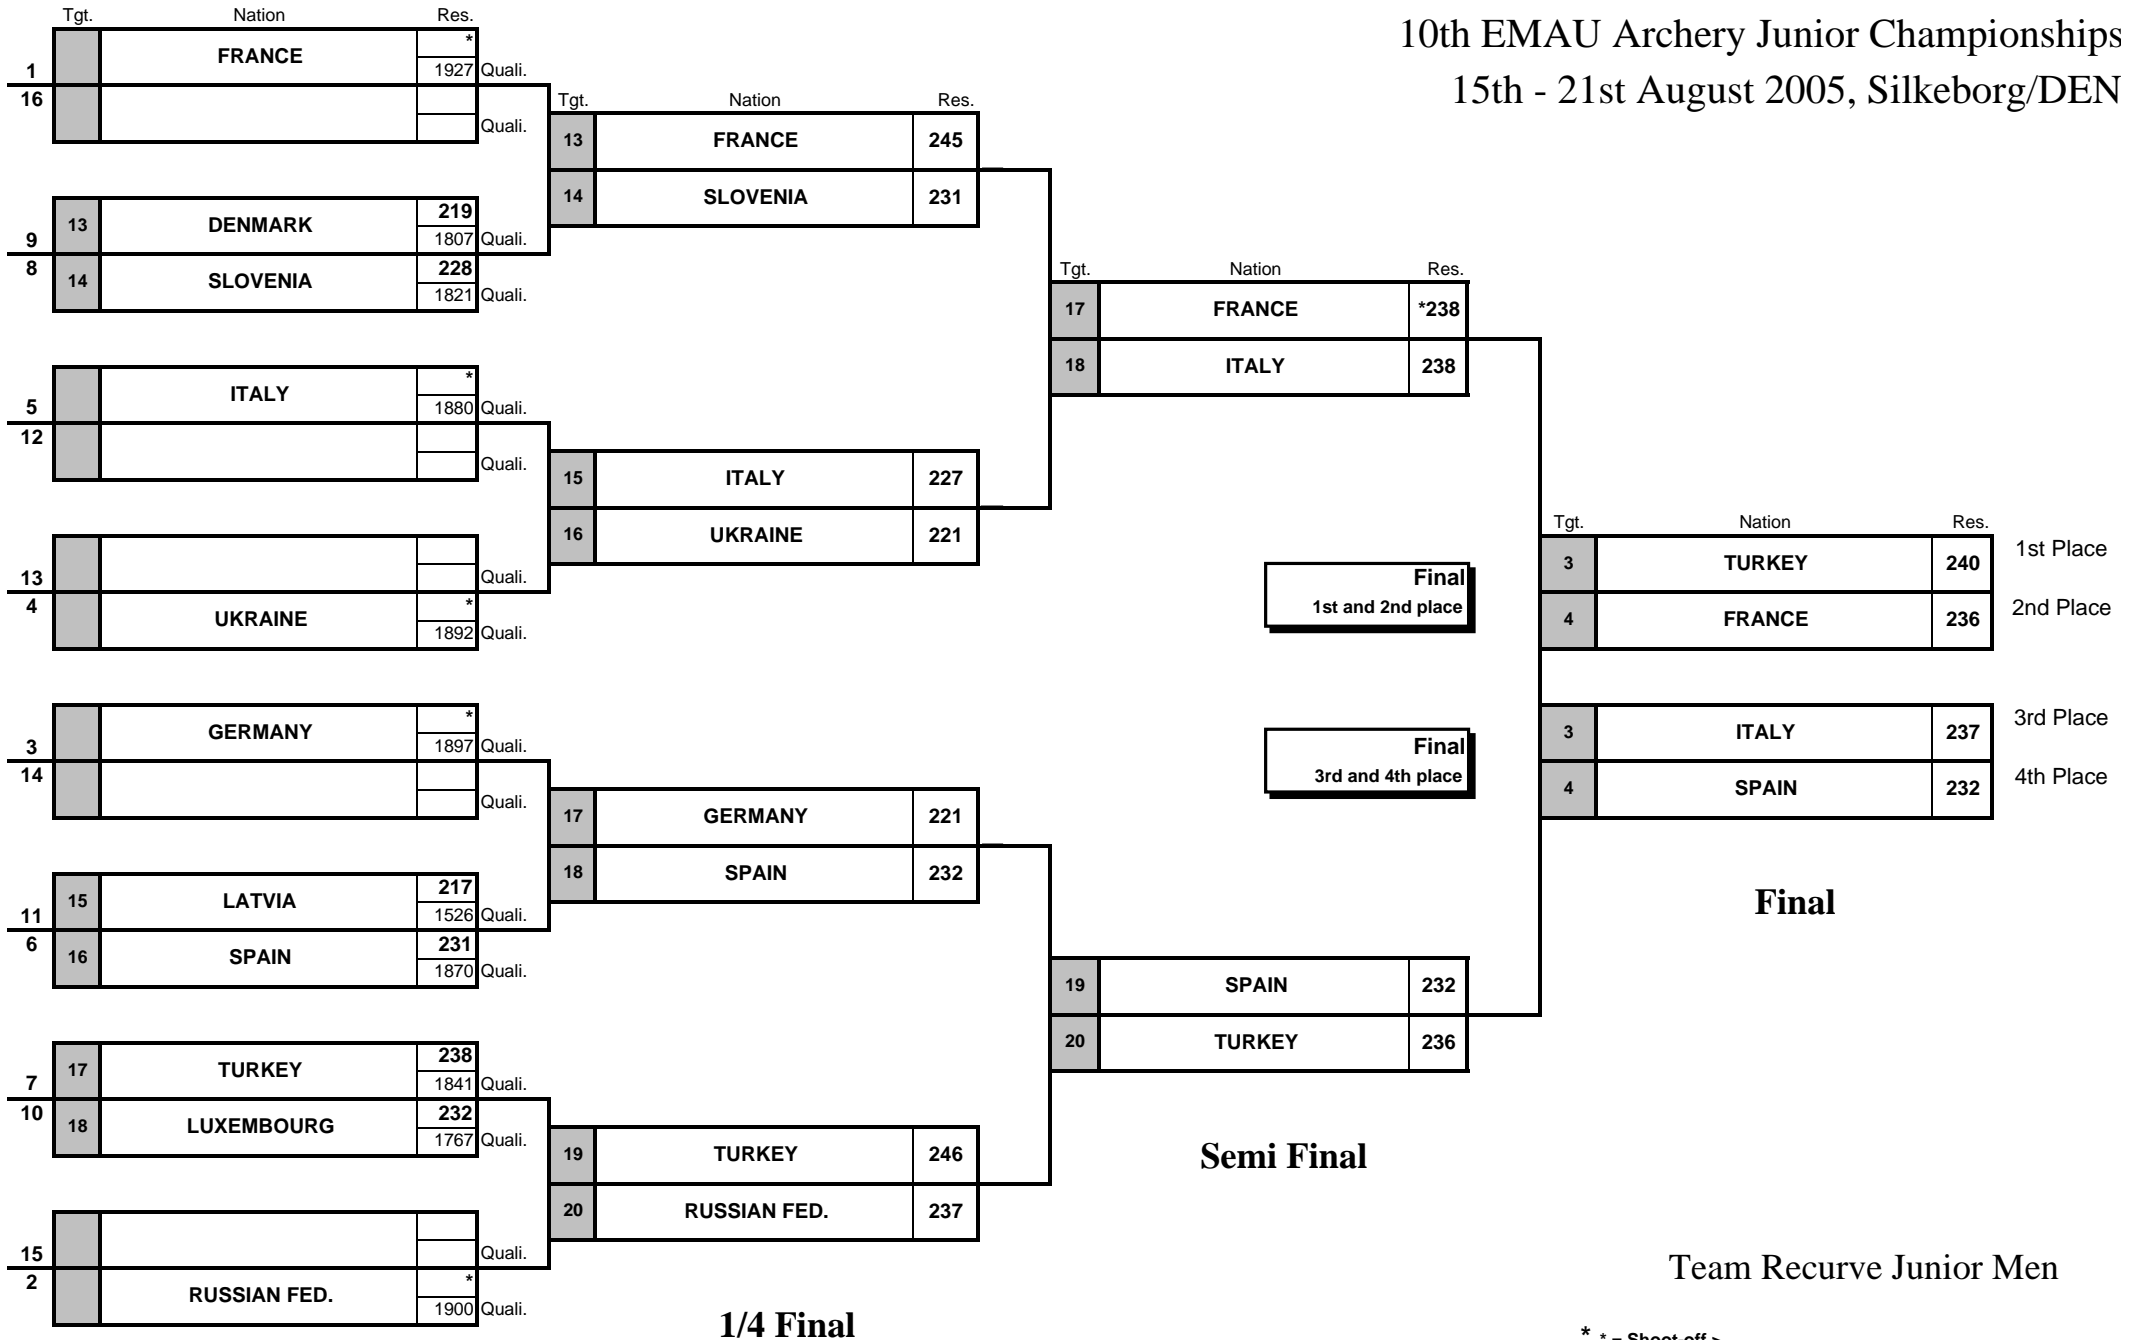 10th EMAU Archery Junior Championships
15th - 21st August 2005, Silkeborg/DEN
Tgt. Nation Res.
FRANCE *
1 1927 Quali.
16
Quali.
13 DENMARK 219
9 1807 Quali.
8 14 SLOVENIA 228
1821 Quali.
ITALY *
5 1880 Quali.
12
Quali.
13 Quali.
4 UKRAINE *
1892 Quali.
GERMANY *
3 1897 Quali.
14
Quali.
15 LATVIA 217
11 1526 Quali.
6 16 SPAIN 231
1870 Quali.
17 TURKEY 238
7 1841 Quali.
10 18 LUXEMBOURG 232
1767 Quali.
15 Quali.
2 RUSSIAN FED. *
1900 Quali.
Tgt. Nation Res.
13 FRANCE 245
14 SLOVENIA 231
15 ITALY 227
16 UKRAINE 221
17 GERMANY 221
18 SPAIN 232
19 TURKEY 246
20 RUSSIAN FED. 237
1/4 Final
Tgt. Nation Res.
17 FRANCE *238
18 ITALY 238
19 SPAIN 232
20 TURKEY 236
Semi Final
Final
1st and 2nd place
Final
3rd and 4th place
Tgt. Nation Res.
3 TURKEY 240 1st Place
4 FRANCE 236 2nd Place
3 ITALY 237 3rd Place
4 SPAIN 232 4th Place
Final
Team Recurve Junior Men
* * = Shoot-off >